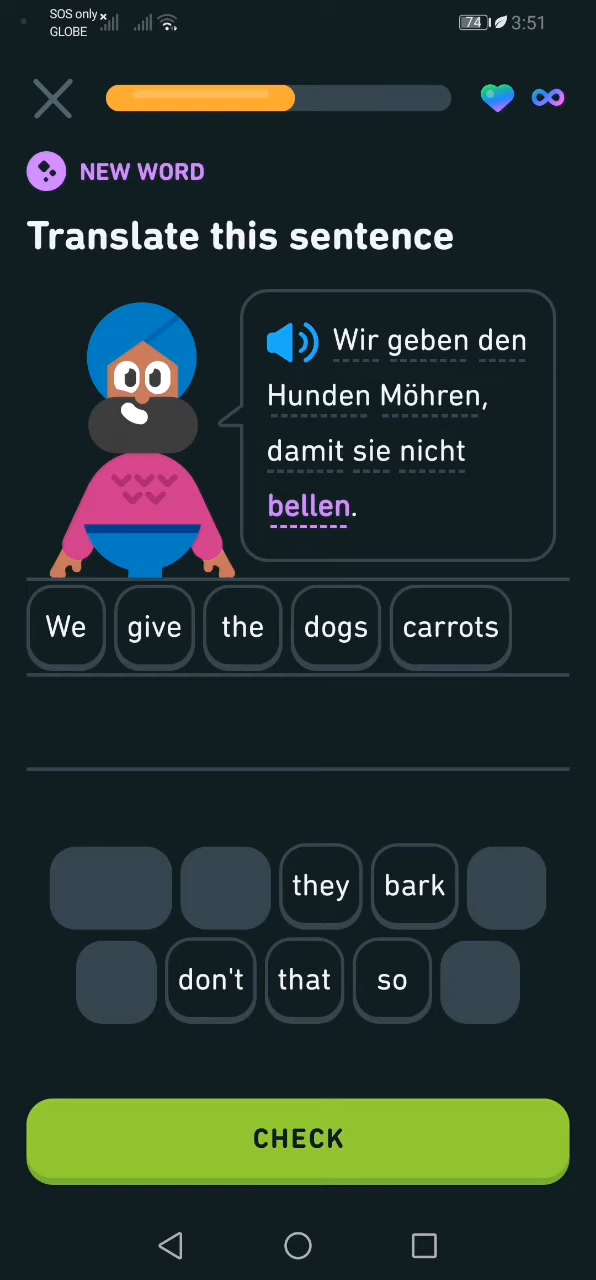 SOS only
GLOBE
74
3:51
NEW WORD
Translate this sentence
Wir geben den
Hunden Möhren,
damit sie nicht
bellen.
We give the dogs carrots
they bark
don't that so
CHECK